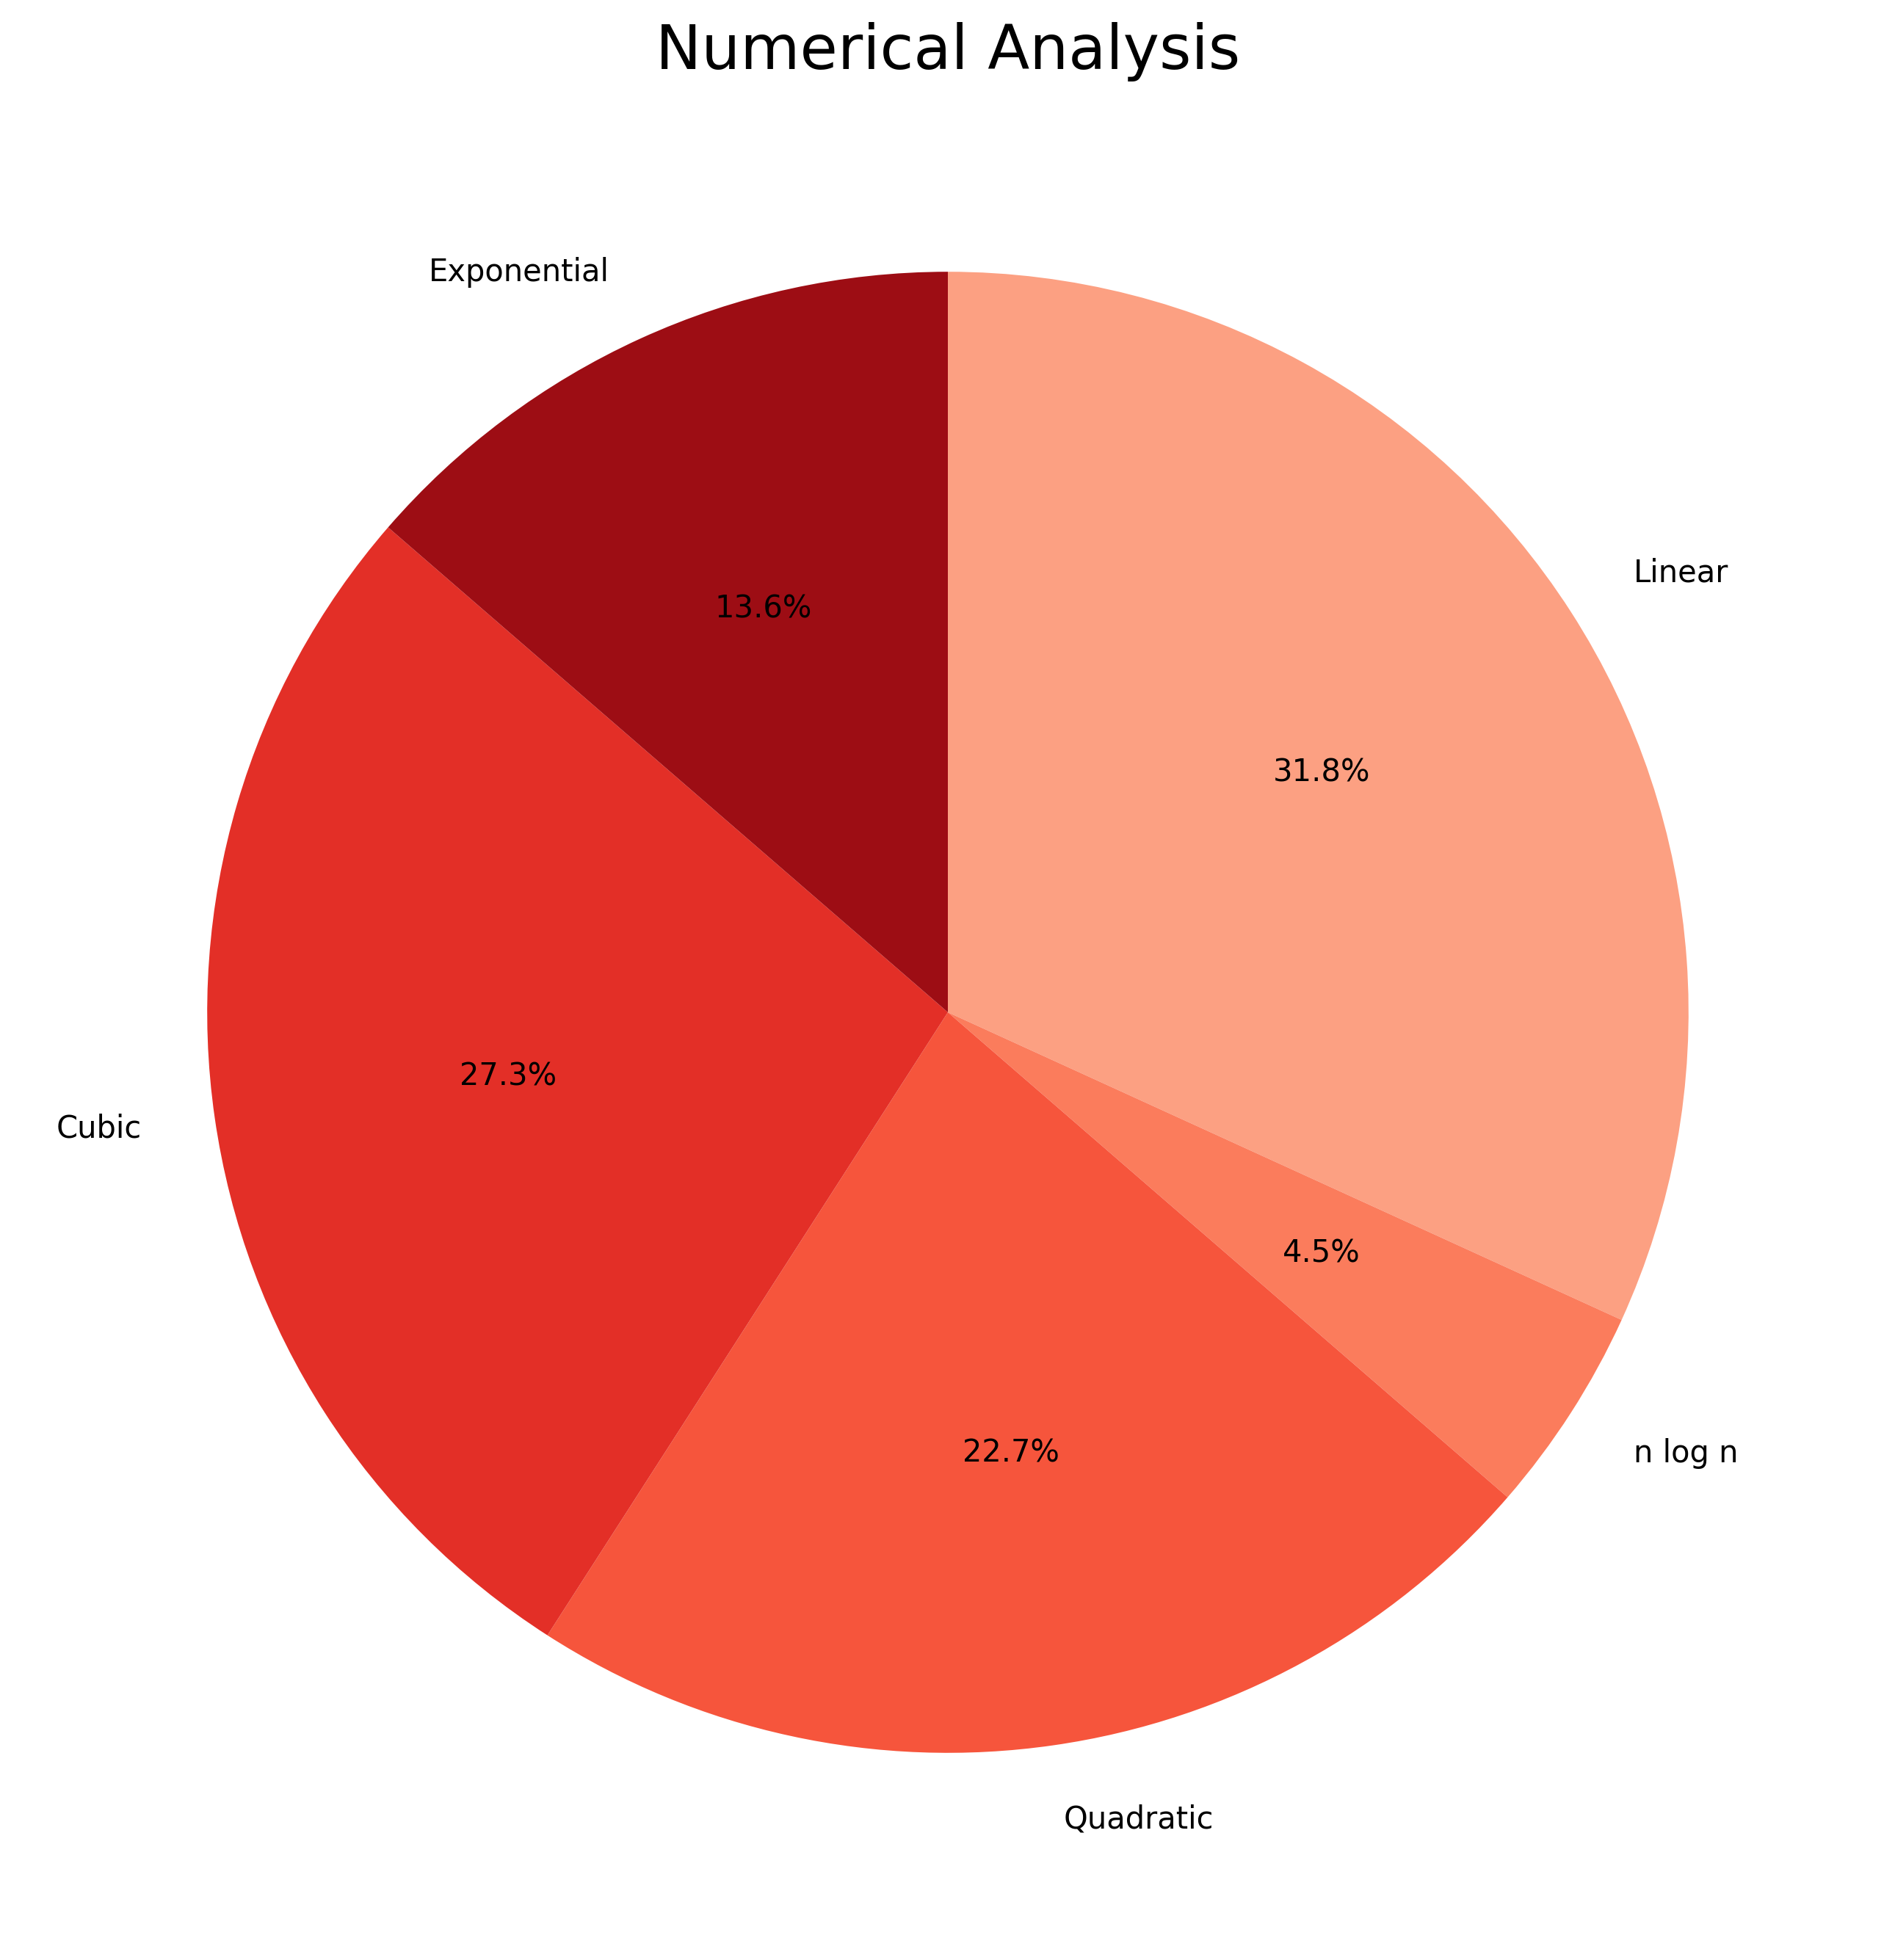 Numerical Analysis
Exponential
Linear
13.6%
31.8%
27.3%
Cubic
4.5%
22.7%
n log n
Quadratic